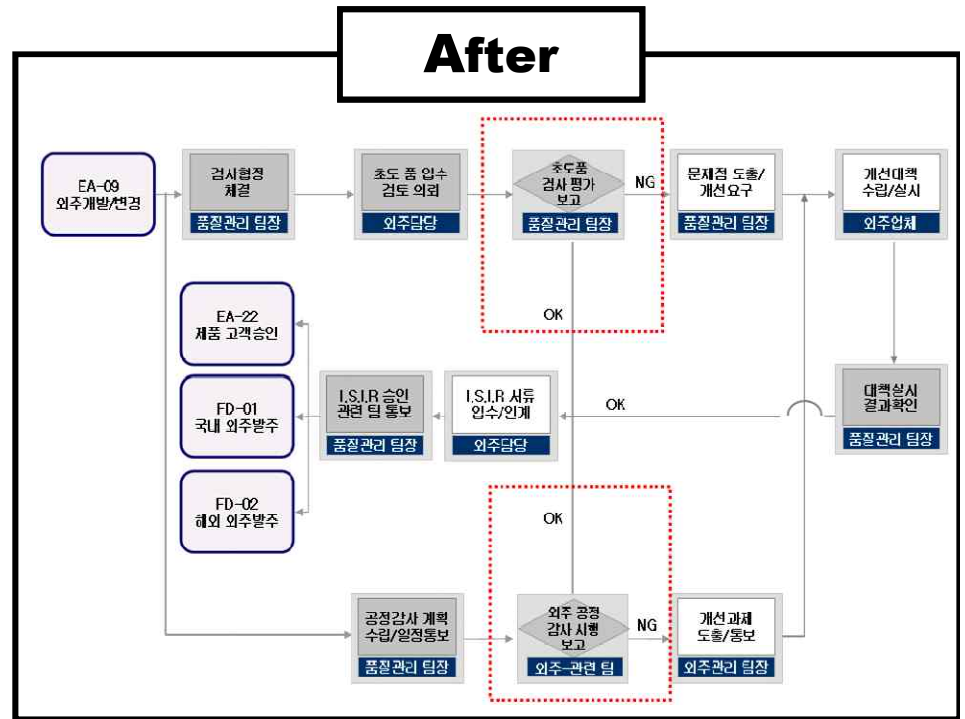 After
EA-09
외주개발/변경
검사협정
체결
품질관리 팀장
초도 품 입수
검토 의뢰
외주담당
초도품
검사 평가
보고
품질관리 팀장
NG
문제점 도출/
개선요구
품질관리 팀장
개선대책
수립/실시
외주업체
OK
EA-22
제품 고객승인
FD-01
국내 외주발주
FD-02
해외 외주발주
I.S.I.R 승인
관련 팀 통보
품질관리 팀장
I.S.I.R 서류
입수/인계
외주담당
OK
대책실시
결과확인
품질관리 팀장
OK
공정감사 계획
수립/일정통보
품질관리 팀장
외주 공정
감사 시행
보고
외주-관련 팀
NG
개선과제
도출/통보
외주관리 팀장